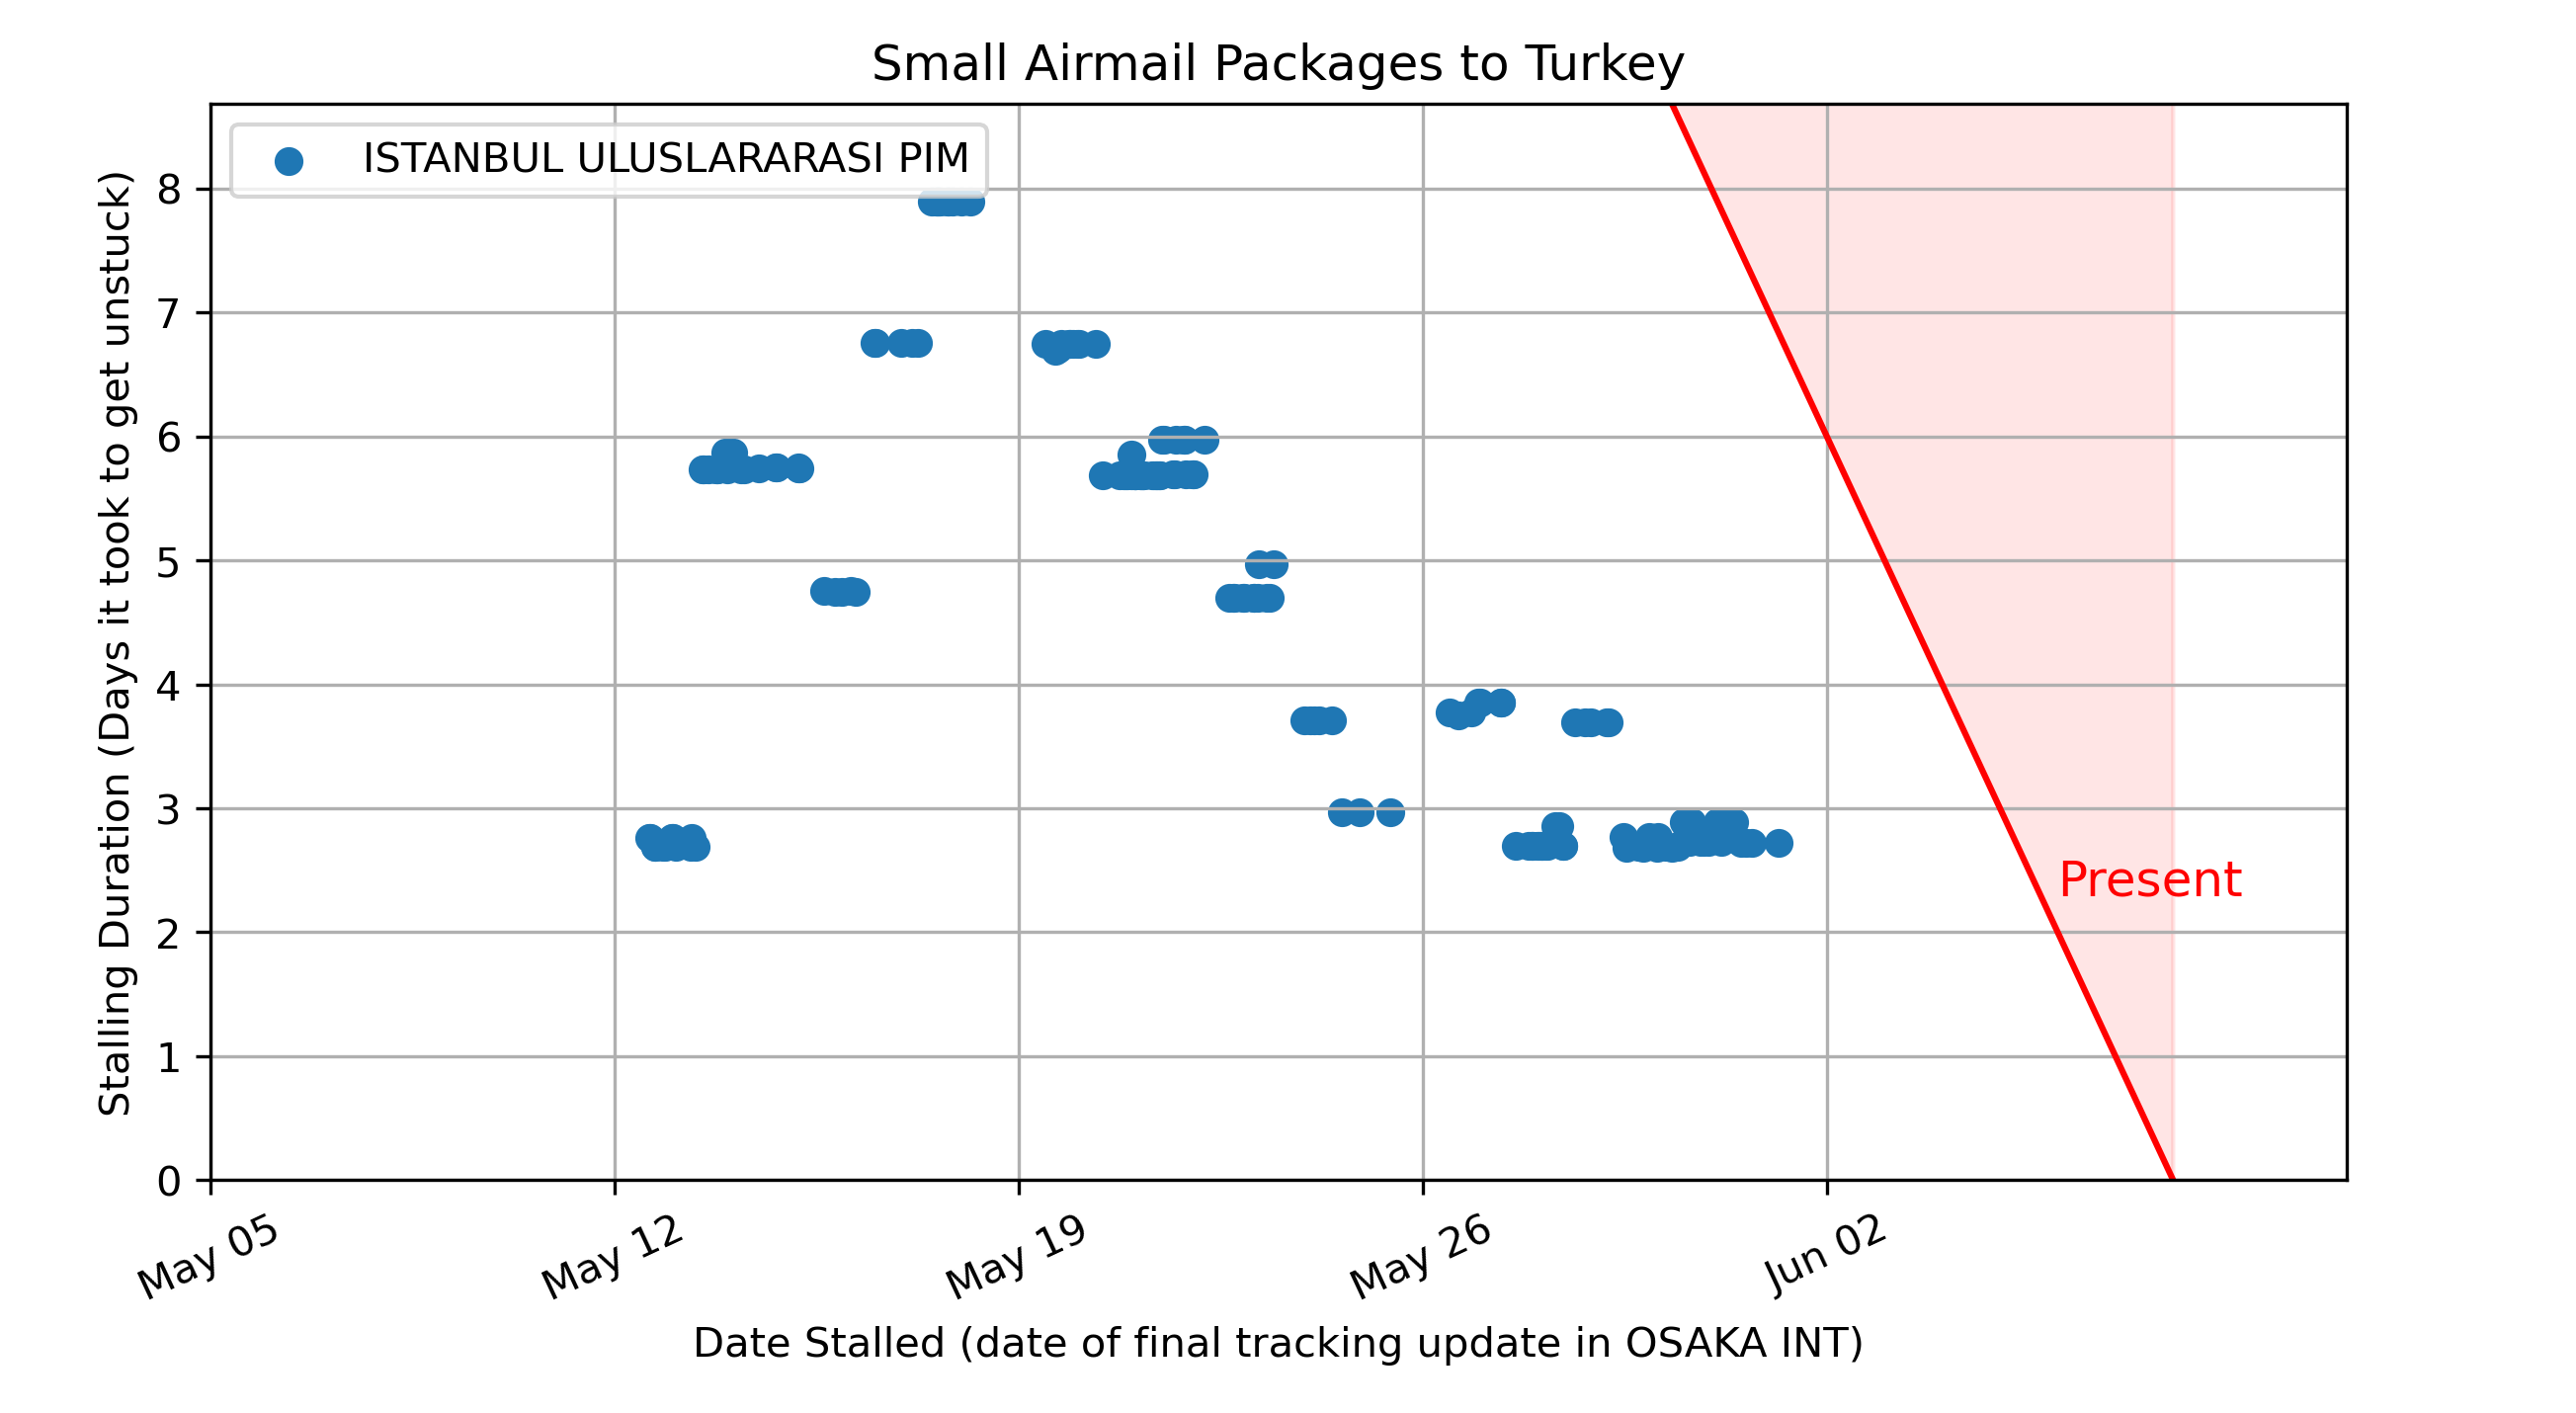 Small Airmail Packages to Turkey
ISTANBUL ULUSLARARASI PIM
Stalling Duration (Days it took to get unstuck)
8
7
6
5
4
3
2
1
0
Present
May 05
May 12
May 19
May 26
Jun 02
Date Stalled (date of final tracking update in OSAKA INT)